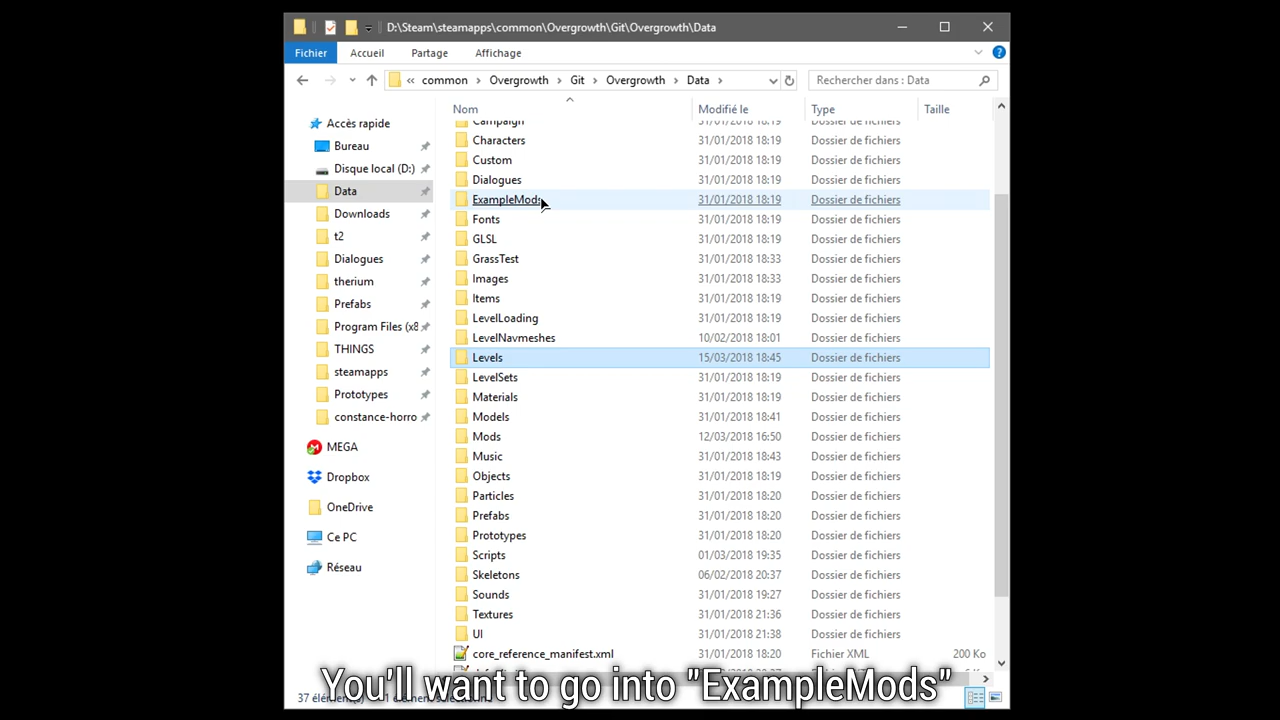 D:\Steam\steamapps\common\Overgrowth\Git\Overgrowth\Data
Fichier Accueil Partage Affichage
« common > Overgrowth > Git > Overgrowth > Data > Rechercher dans : Data
Nom Modifié le Type Taille
Accès rapide
Bureau
Disque local (D:)
Data
Downloads
t2
Dialogues
therium
Prefabs
Program Files (x8
THINGS
steamapps
Prototypes
constance-horro
MEGA
Dropbox
OneDrive
Ce PC
Réseau
Campaign 31/01/2018 18:19 Dossier de fichiers
Characters 31/01/2018 18:19 Dossier de fichiers
Custom 31/01/2018 18:19 Dossier de fichiers
Dialogues 31/01/2018 18:19 Dossier de fichiers
ExampleMods 31/01/2018 18:19 Dossier de fichiers
Fonts 31/01/2018 18:19 Dossier de fichiers
GLSL 31/01/2018 18:19 Dossier de fichiers
GrassTest 31/01/2018 18:33 Dossier de fichiers
Images 31/01/2018 18:33 Dossier de fichiers
Items 31/01/2018 18:19 Dossier de fichiers
LevelLoading 31/01/2018 18:19 Dossier de fichiers
LevelNavmeshes 10/02/2018 18:01 Dossier de fichiers
Levels 15/03/2018 18:45 Dossier de fichiers
LevelSets 31/01/2018 18:19 Dossier de fichiers
Materials 31/01/2018 18:19 Dossier de fichiers
Models 31/01/2018 18:41 Dossier de fichiers
Mods 12/03/2018 16:50 Dossier de fichiers
Music 31/01/2018 18:43 Dossier de fichiers
Objects 31/01/2018 18:19 Dossier de fichiers
Particles 31/01/2018 18:20 Dossier de fichiers
Prefabs 31/01/2018 18:20 Dossier de fichiers
Prototypes 31/01/2018 18:20 Dossier de fichiers
Scripts 01/03/2018 19:35 Dossier de fichiers
Skeletons 06/02/2018 20:37 Dossier de fichiers
Sounds 31/01/2018 19:27 Dossier de fichiers
Textures 31/01/2018 21:36 Dossier de fichiers
UI 31/01/2018 21:38 Dossier de fichiers
core_reference_manifest.xml 31/01/2018 18:20 Fichier XML 200 Ko
You'll want to go into "ExampleMods"